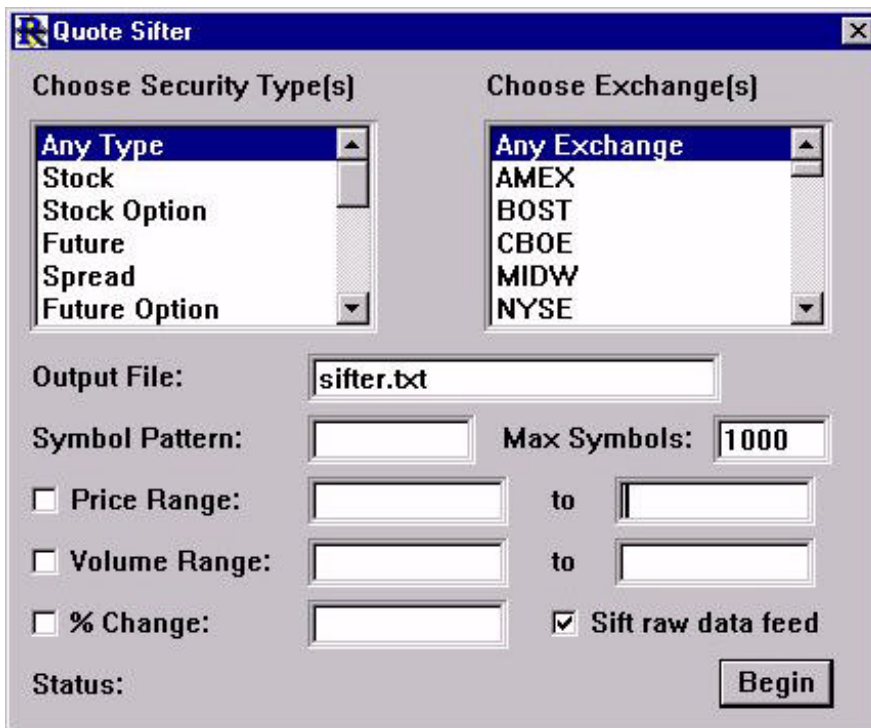 Quote Sifter
Choose Security Type(s) Choose Exchange(s)
Any Type Any Exchange
Stock AMEX
Stock Option BOST
Future CBOE
Spread MIDW
Future Option NYSE
Output File: sifter.txt
Symbol Pattern: Max Symbols: 1000
Price Range: to
Volume Range: to
% Change: Sift raw data feed
Status: Begin